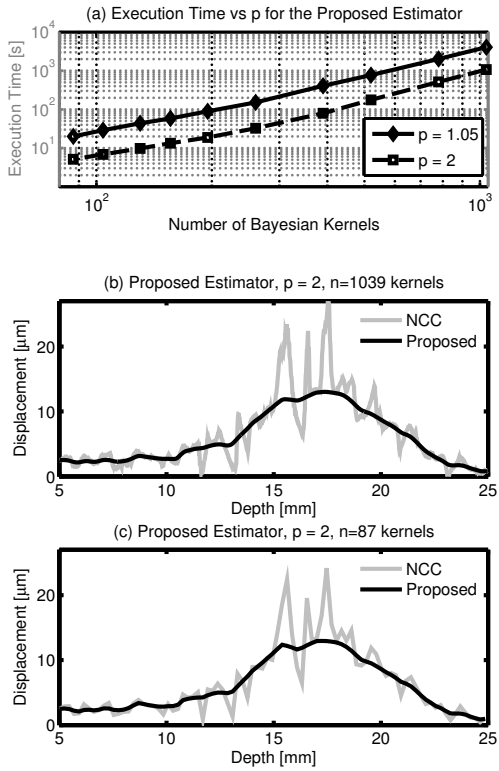 (a) Execution Time vs p for the Proposed Estimator
Execution Time [s]
10^4
10^3
10^2
10^1
p = 1.05
p = 2
10^2
10^3
Number of Bayesian Kernels
(b) Proposed Estimator, p = 2, n=1039 kernels
Displacement [μm]
20
10
0
NCC
Proposed
5
10
15
20
25
Depth [mm]
(c) Proposed Estimator, p = 2, n=87 kernels
Displacement [μm]
20
10
0
NCC
Proposed
5
10
15
20
25
Depth [mm]